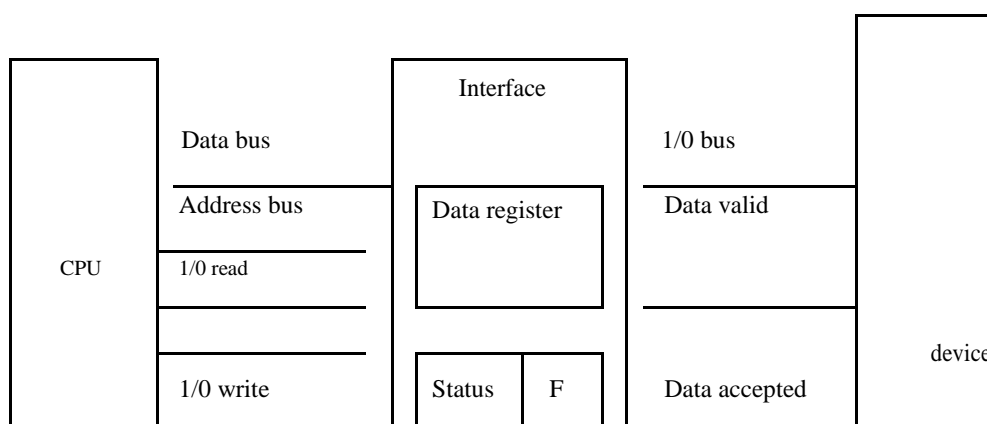 Interface
Data bus
1/0 bus
Address bus
Data register
Data valid
CPU
1/0 read
device
1/0 write
Status
F
Data accepted